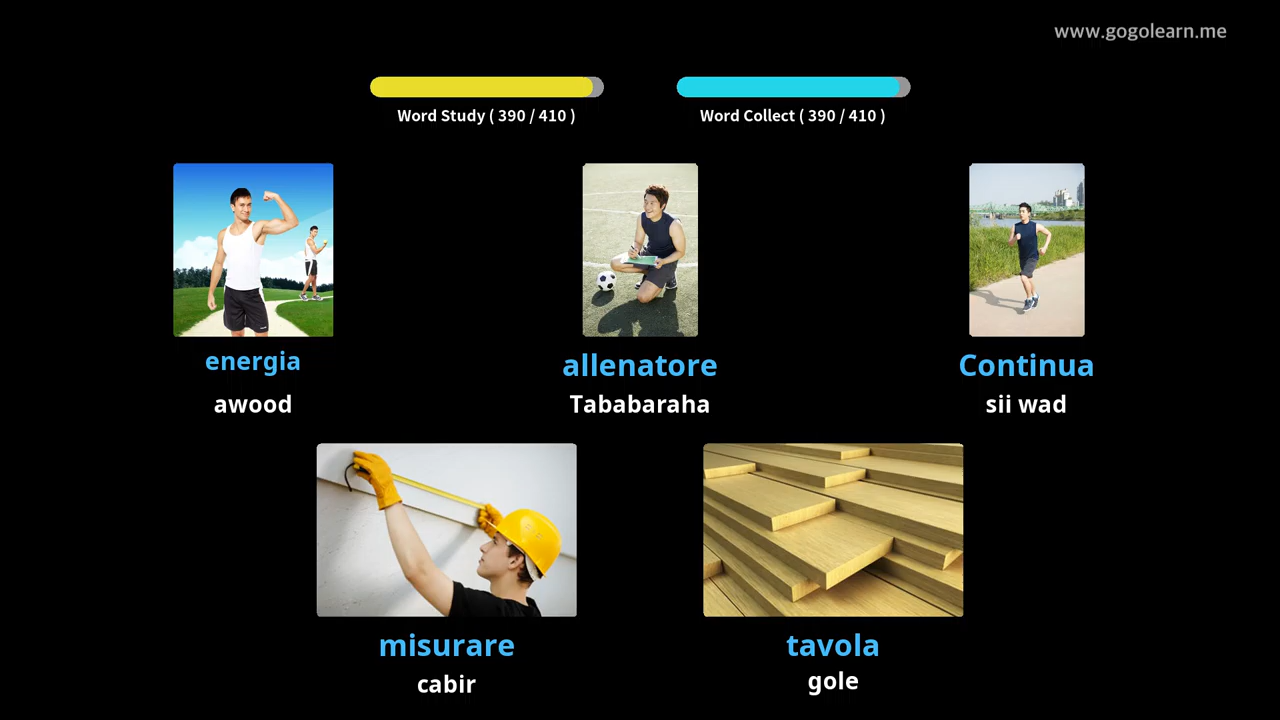 www.gogolearn.me
Word Study ( 390 / 410 )
Word Collect ( 390 / 410 )
energia
awood
allenatore
Tababaraha
Continua
sii wad
misurare
cabir
tavola
gole